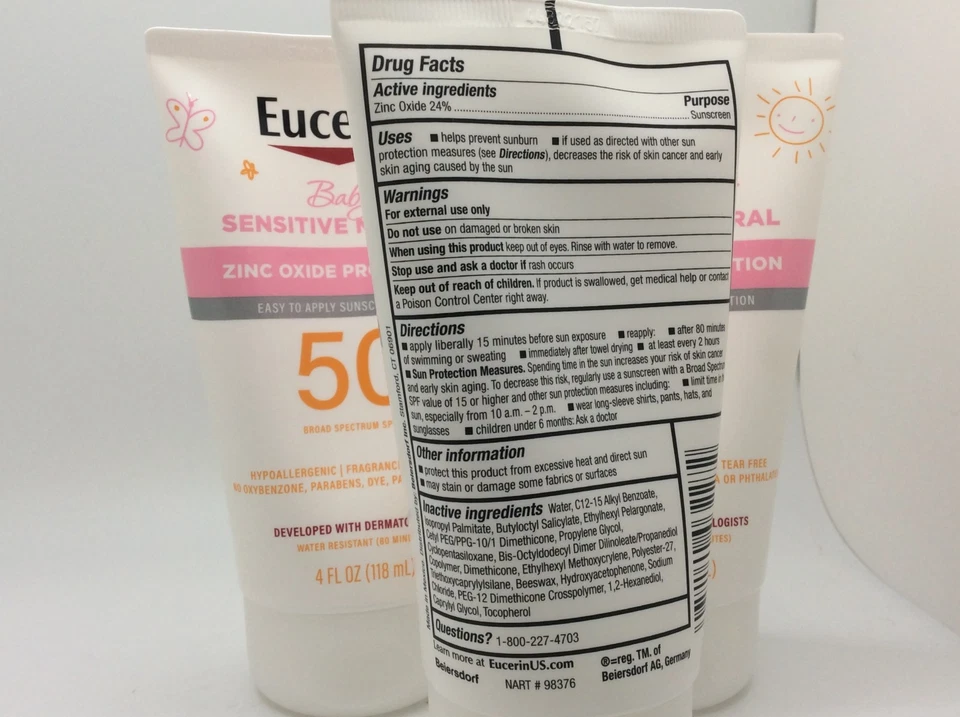 Euce
Bab
SENSITIVE
RAL
ZINC OXIDE PRO
TION
EASY TO APPLY SUNSC
TION
50
BROAD SPECTRUM SP
HYPOALLERGENIC | FRAGRANC
TEAR FREE
NO OXYBENZONE, PARABENS, DYE, PA
A OR PHTHALA
DEVELOPED WITH DERMATO
LOGISTS
WATER RESISTANT (80 MIN
TES)
4 FL OZ (118 mL)
Drug Facts
Active ingredients
Purpose
Zinc Oxide 24% Sunscreen
Uses ■ helps prevent sunburn ■ if used as directed with other sun
protection measures (see Directions), decreases the risk of skin cancer and early
skin aging caused by the sun
Warnings
For external use only
Do not use on damaged or broken skin
When using this product keep out of eyes. Rinse with water to remove.
Stop use and ask a doctor if rash occurs
Keep out of reach of children. If product is swallowed, get medical help or contact
a Poison Control Center right away.
Directions
■ apply liberally 15 minutes before sun exposure ■ reapply: ■ after 80 minutes
of swimming or sweating ■ immediately after towel drying ■ at least every 2 hours
■ Sun Protection Measures. Spending time in the sun increases your risk of skin cancer
and early skin aging. To decrease this risk, regularly use a sunscreen with a Broad Spectrum
SPF value of 15 or higher and other sun protection measures including: ■ limit time in
sun, especially from 10 a.m. – 2 p.m. ■ wear long-sleeve shirts, pants, hats, and
sunglasses ■ children under 6 months: Ask a doctor
Other information
■ protect this product from excessive heat and direct sun
■ may stain or damage some fabrics or surfaces
Inactive ingredients Water, C12-15 Alkyl Benzoate,
Isopropyl Palmitate, Butyloctyl Salicylate, Ethylhexyl Pelargonate,
Cetyl PEG/PPG-10/1 Dimethicone, Propylene Glycol,
Cyclopentasiloxane, Bis-Octyldodecyl Dimer Dilinoleate/Propanediol
Copolymer, Dimethicone, Ethylhexyl Methoxycrylene, Polyester-27,
Triethoxycaprylylsilane, Beeswax, Hydroxyacetophenone, Sodium
Chloride, PEG-12 Dimethicone Crosspolymer, 1,2-Hexanediol,
Caprylyl Glycol, Tocopherol
Questions? 1-800-227-4703
Learn more at EucerinUS.com
Beiersdorf
NART # 98376
®=reg. TM. of
Beiersdorf AG, Germany
Distributed by: Beiersdorf Inc. Stamford, CT 06901